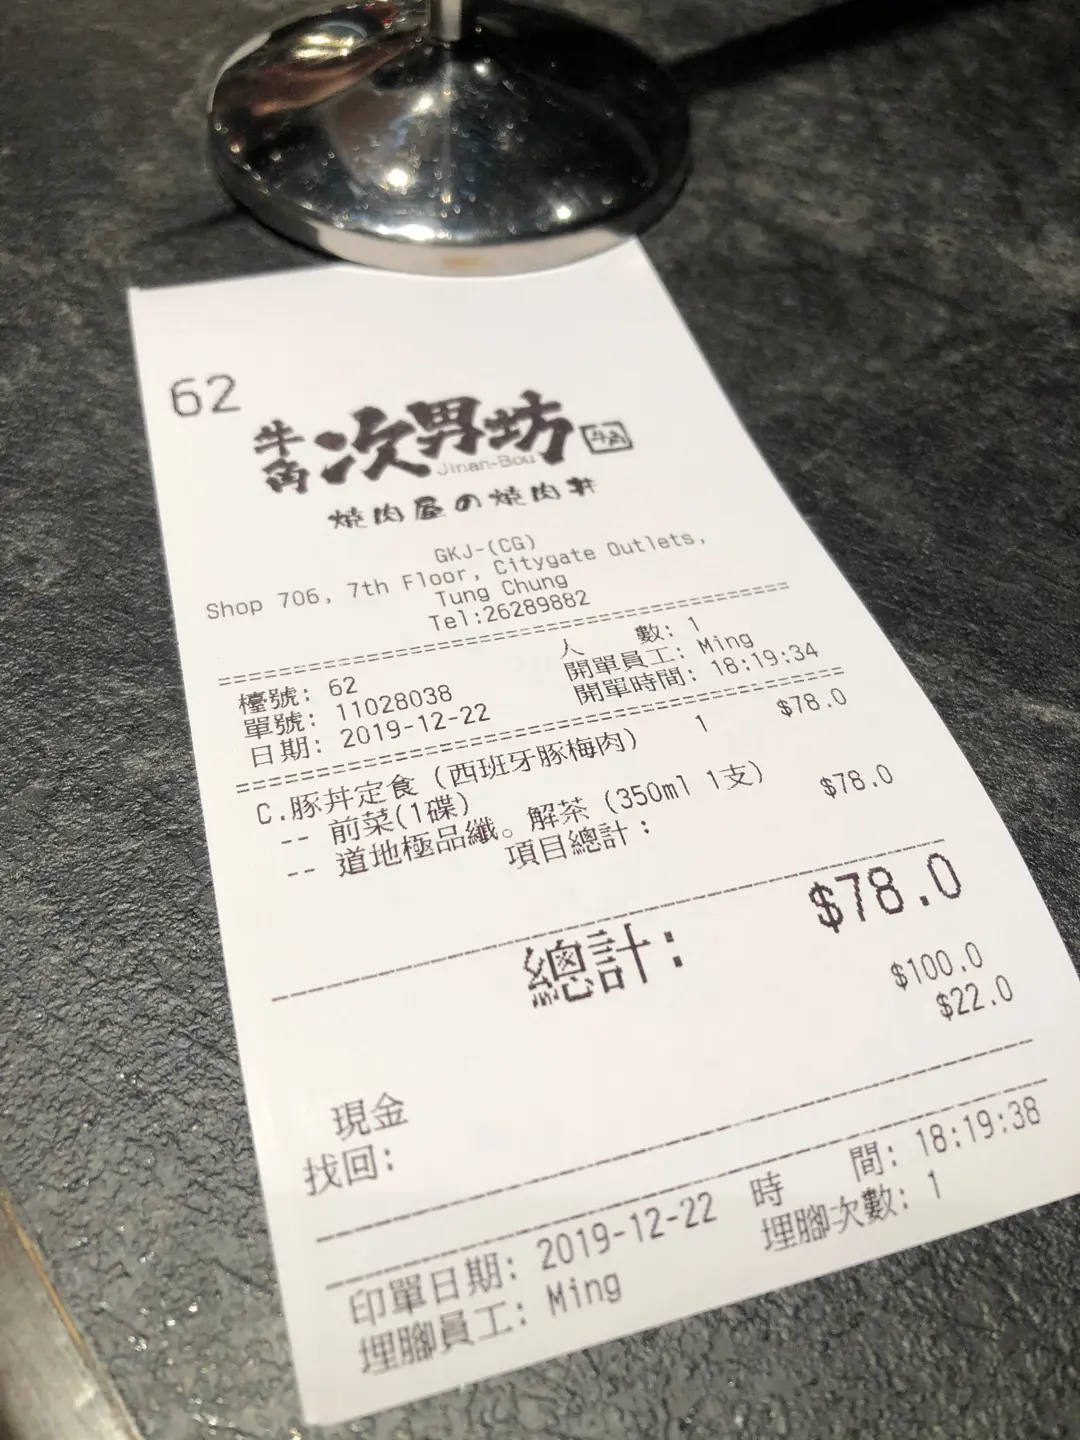 62
牛角 次男坊 牛角
Jinan-Bou
焼肉屋の焼肉丼
GKJ-(CG)
Shop 706, 7th Floor, Citygate Outlets,
Tung Chung
Tel:26289882
檯號: 62 人 數: 1
單號: 11028038 開單員工: Ming
日期: 2019-12-22 開單時間: 18:19:34
C.豚丼定食 (西班牙豚梅肉) 1 $78.0
-- 前菜(1碟)
-- 道地極品纖。解茶 (350ml 1支)
項目總計: $78.0
總計: $78.0
現金 $100.0
找回: $22.0
印單日期: 2019-12-22 時 間: 18:19:38
埋腳員工: Ming 埋腳次數: 1